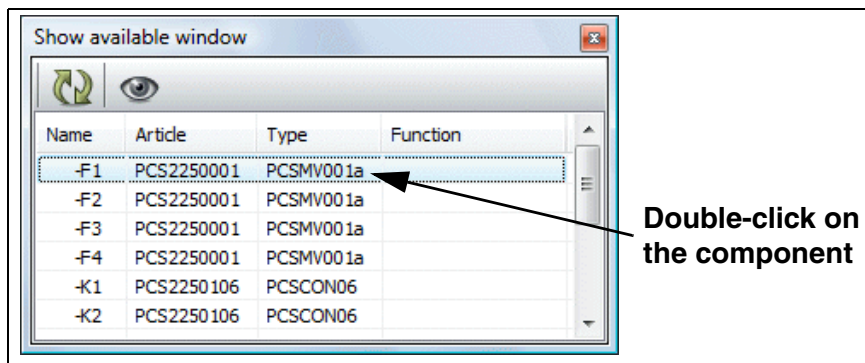 Show available window
Name Article Type Function
-F1 PCS2250001 PCSMV001a
-F2 PCS2250001 PCSMV001a
-F3 PCS2250001 PCSMV001a
-F4 PCS2250001 PCSMV001a
-K1 PCS2250106 PCSCON06
-K2 PCS2250106 PCSCON06
Double-click on
the component